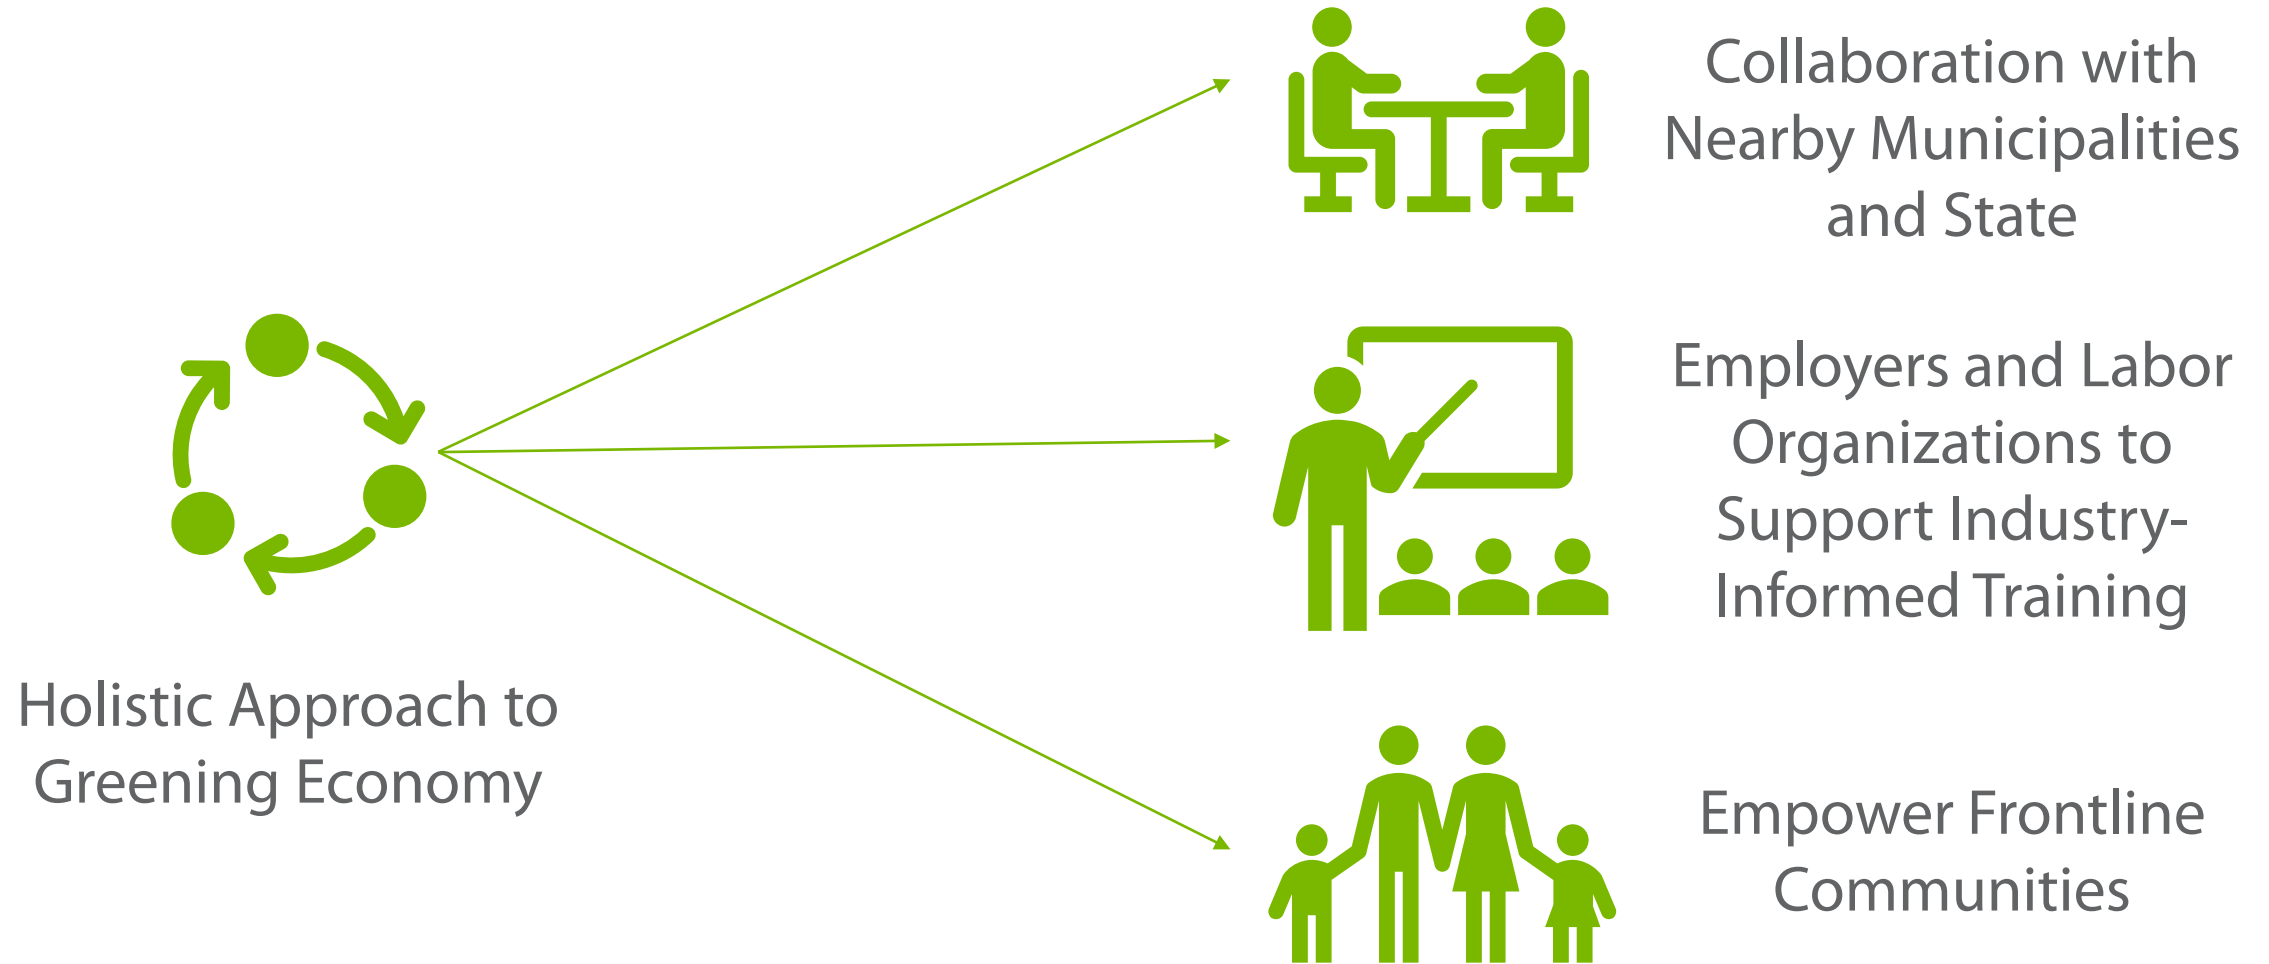 Collaboration with
Nearby Municipalities
and State
Employers and Labor
Organizations to
Support Industry-
Informed Training
Holistic Approach to
Greening Economy
Empower Frontline
Communities